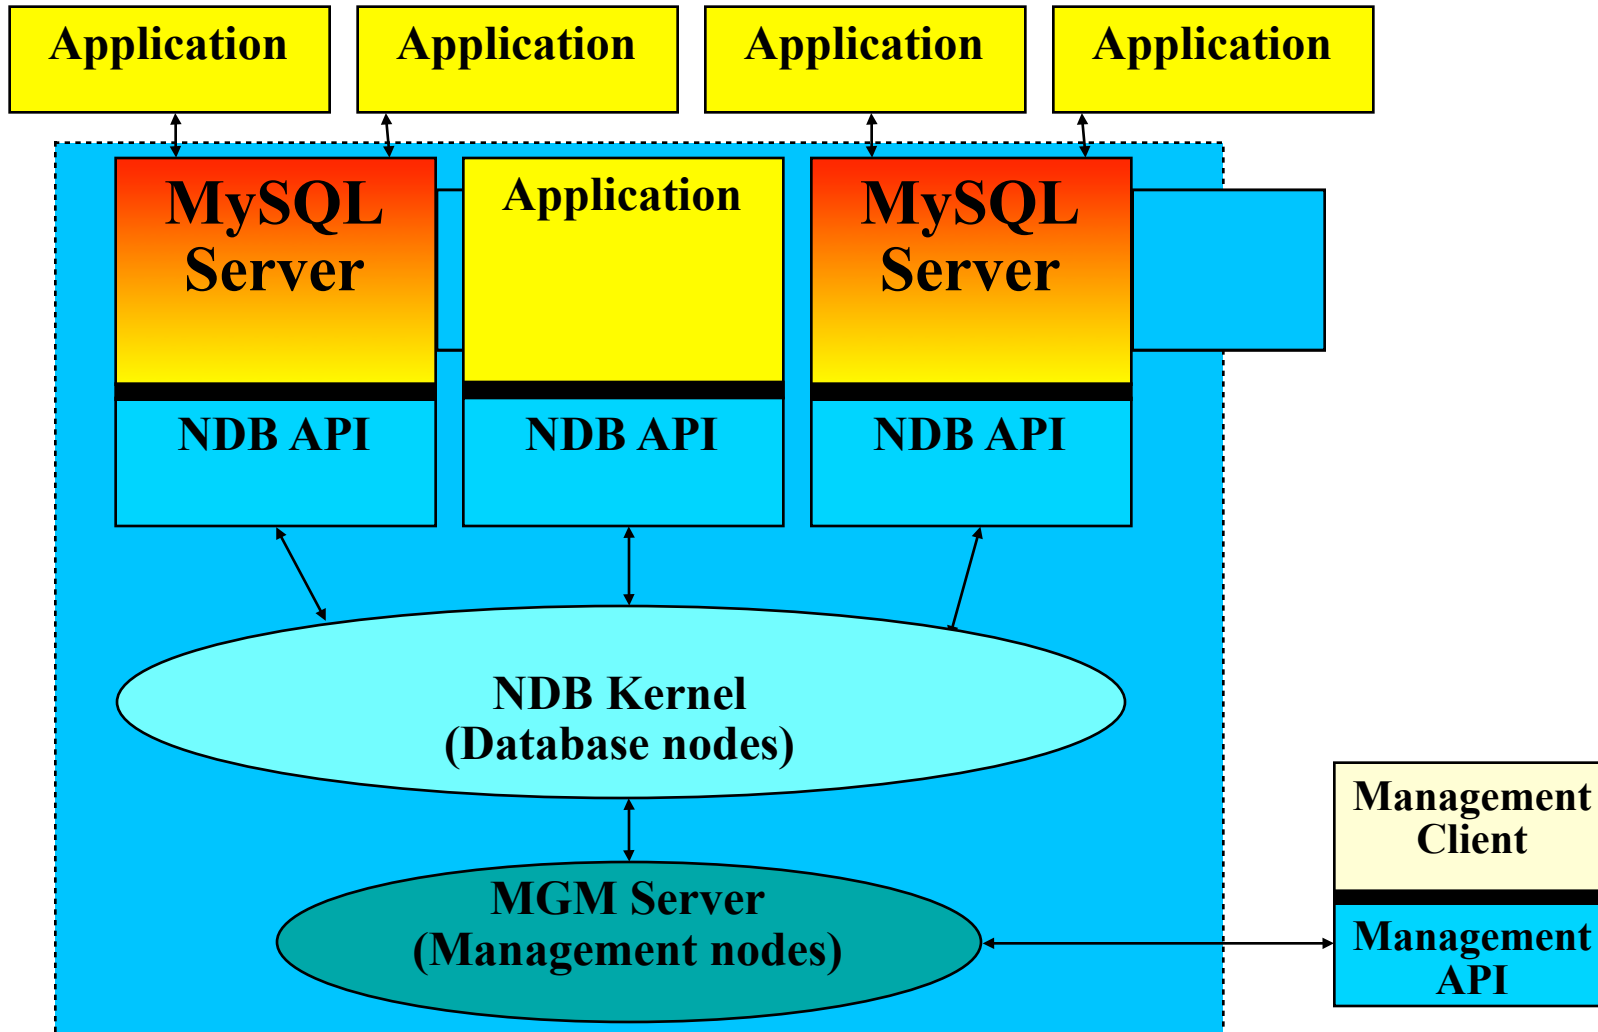 Application
Application
Application
Application
MySQL
Server
Application
MySQL
Server
NDB API
NDB API
NDB API
NDB Kernel
(Database nodes)
Management
Client
MGM Server
(Management nodes)
Management
API